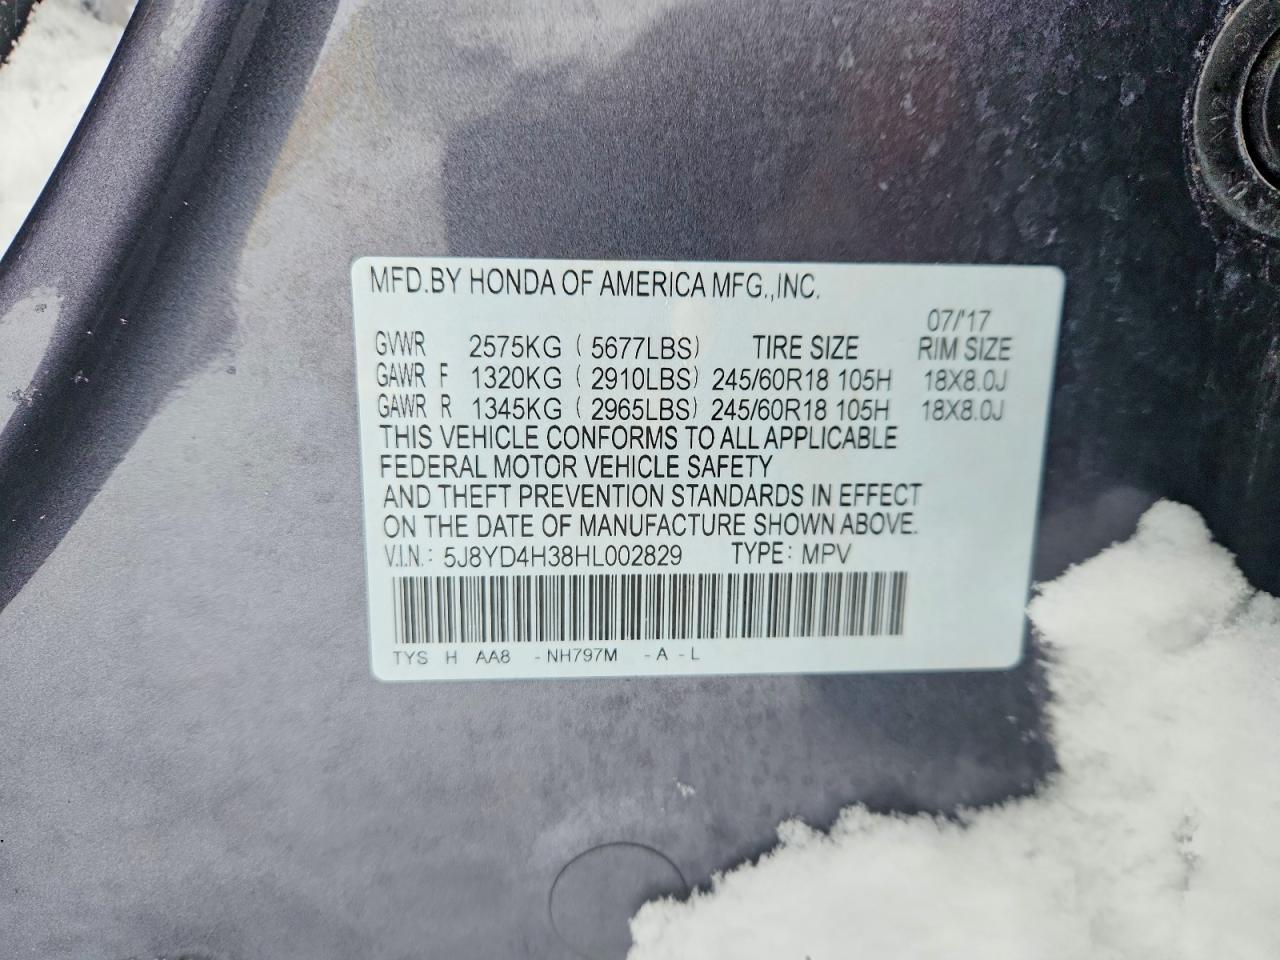 MFD.BY HONDA OF AMERICA MFG.,INC.
07/'17
GVWR 2575KG ( 5677LBS) TIRE SIZE RIM SIZE
GAWR F 1320KG ( 2910LBS) 245/60R18 105H 18X8.0J
GAWR R 1345KG ( 2965LBS) 245/60R18 105H 18X8.0J
THIS VEHICLE CONFORMS TO ALL APPLICABLE
FEDERAL MOTOR VEHICLE SAFETY
AND THEFT PREVENTION STANDARDS IN EFFECT
ON THE DATE OF MANUFACTURE SHOWN ABOVE.
V.I.N.: 5J8YD4H38HL002829 TYPE: MPV
TYS H AA8 -NH797M -A -L